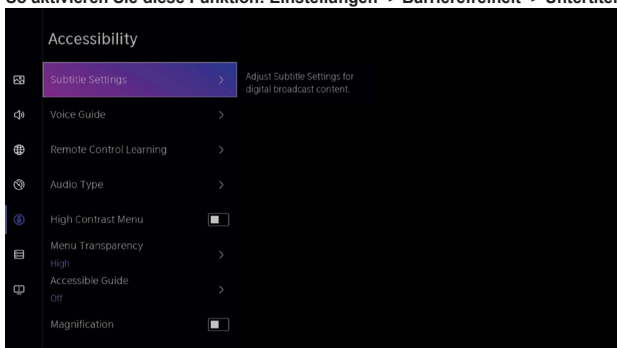 So aktivieren Sie diese Funktion: Einstellungen -> Barrierefreiheit -> Untertitel
Accessibility
Subtitle Settings
Adjust Subtitle Settings for
digital broadcast content.
Voice Guide
Remote Control Learning
Audio Type
High Contrast Menu
Menu Transparency
High
Accessible Guide
Off
Magnification